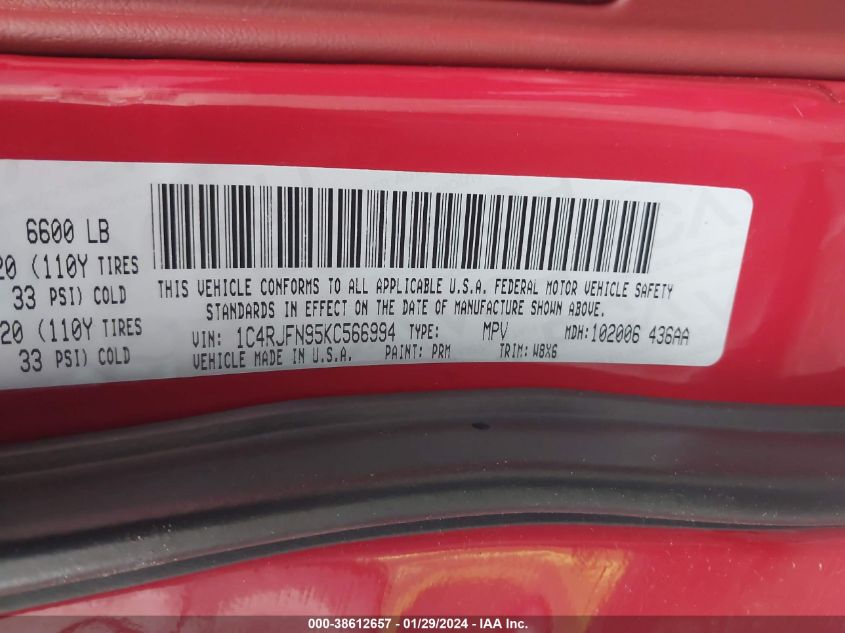 6600 LB
20 (110Y TIRES
33 PSI) COLD
20 (110Y TIRES
33 PSI) COLD
THIS VEHICLE CONFORMS TO ALL APPLICABLE U.S.A. FEDERAL MOTOR VEHICLE SAFETY
STANDARDS IN EFFECT ON THE DATE OF MANUFACTURE SHOWN ABOVE.
VIN: 1C4RJFN95KC566994 TYPE: MPV MDH:102006 436AA
VEHICLE MADE IN U.S.A. PAINT: PRM TRIM: W8X6
000-38612657 - 01/29/2024 - IAA Inc.